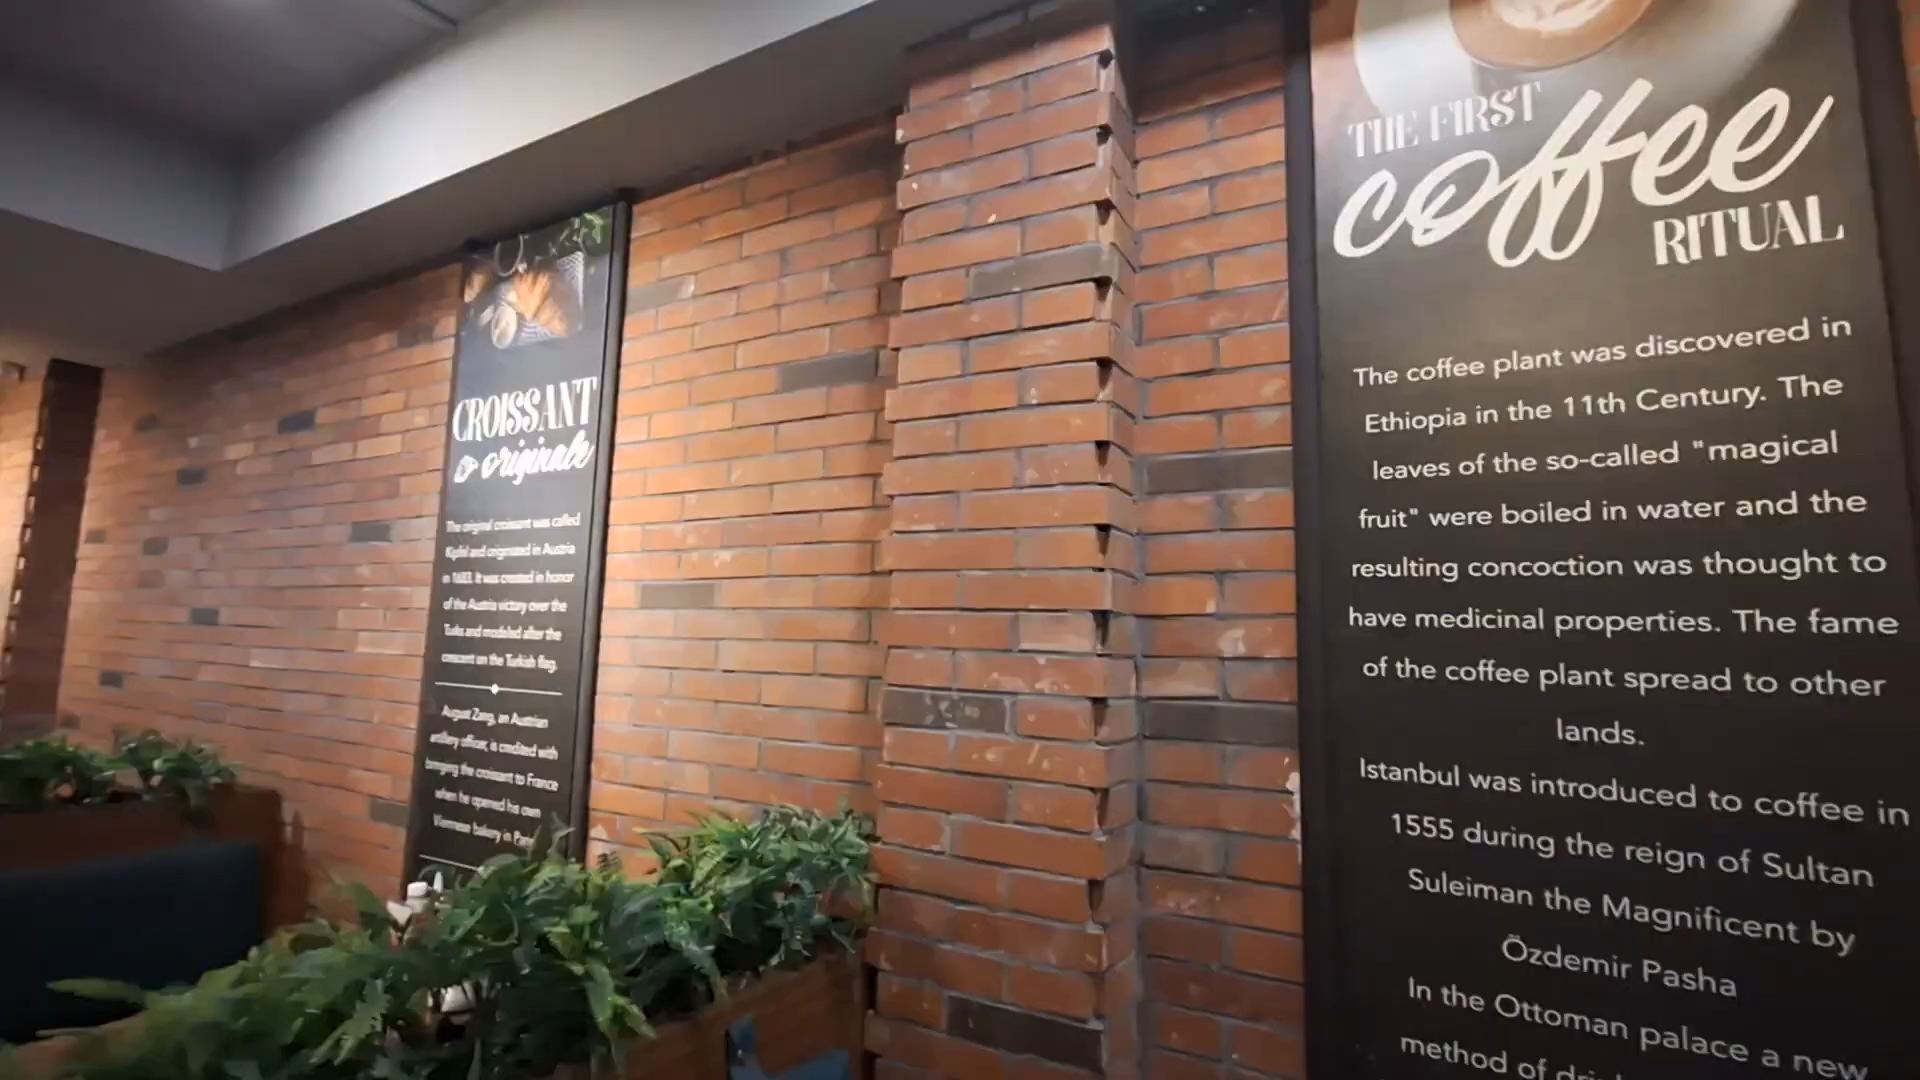 CROISSANT
originale
The original croissant was called
Kipfel and originated in Austria
in 1683. It was created in honor
of the Austria victory over the
Turks and modeled after the
crescent on the Turkish flag.
August Zang, an Austrian
artillery officer, is credited with
bringing the croissant to France
when he opened his own
Viennese bakery in Paris
THE FIRST
coffee
RITUAL
The coffee plant was discovered in
Ethiopia in the 11th Century. The
leaves of the so-called "magical
fruit" were boiled in water and the
resulting concoction was thought to
have medicinal properties. The fame
of the coffee plant spread to other
lands.
Istanbul was introduced to coffee in
1555 during the reign of Sultan
Suleiman the Magnificent by
Özdemir Pasha
In the Ottoman palace a new
method of